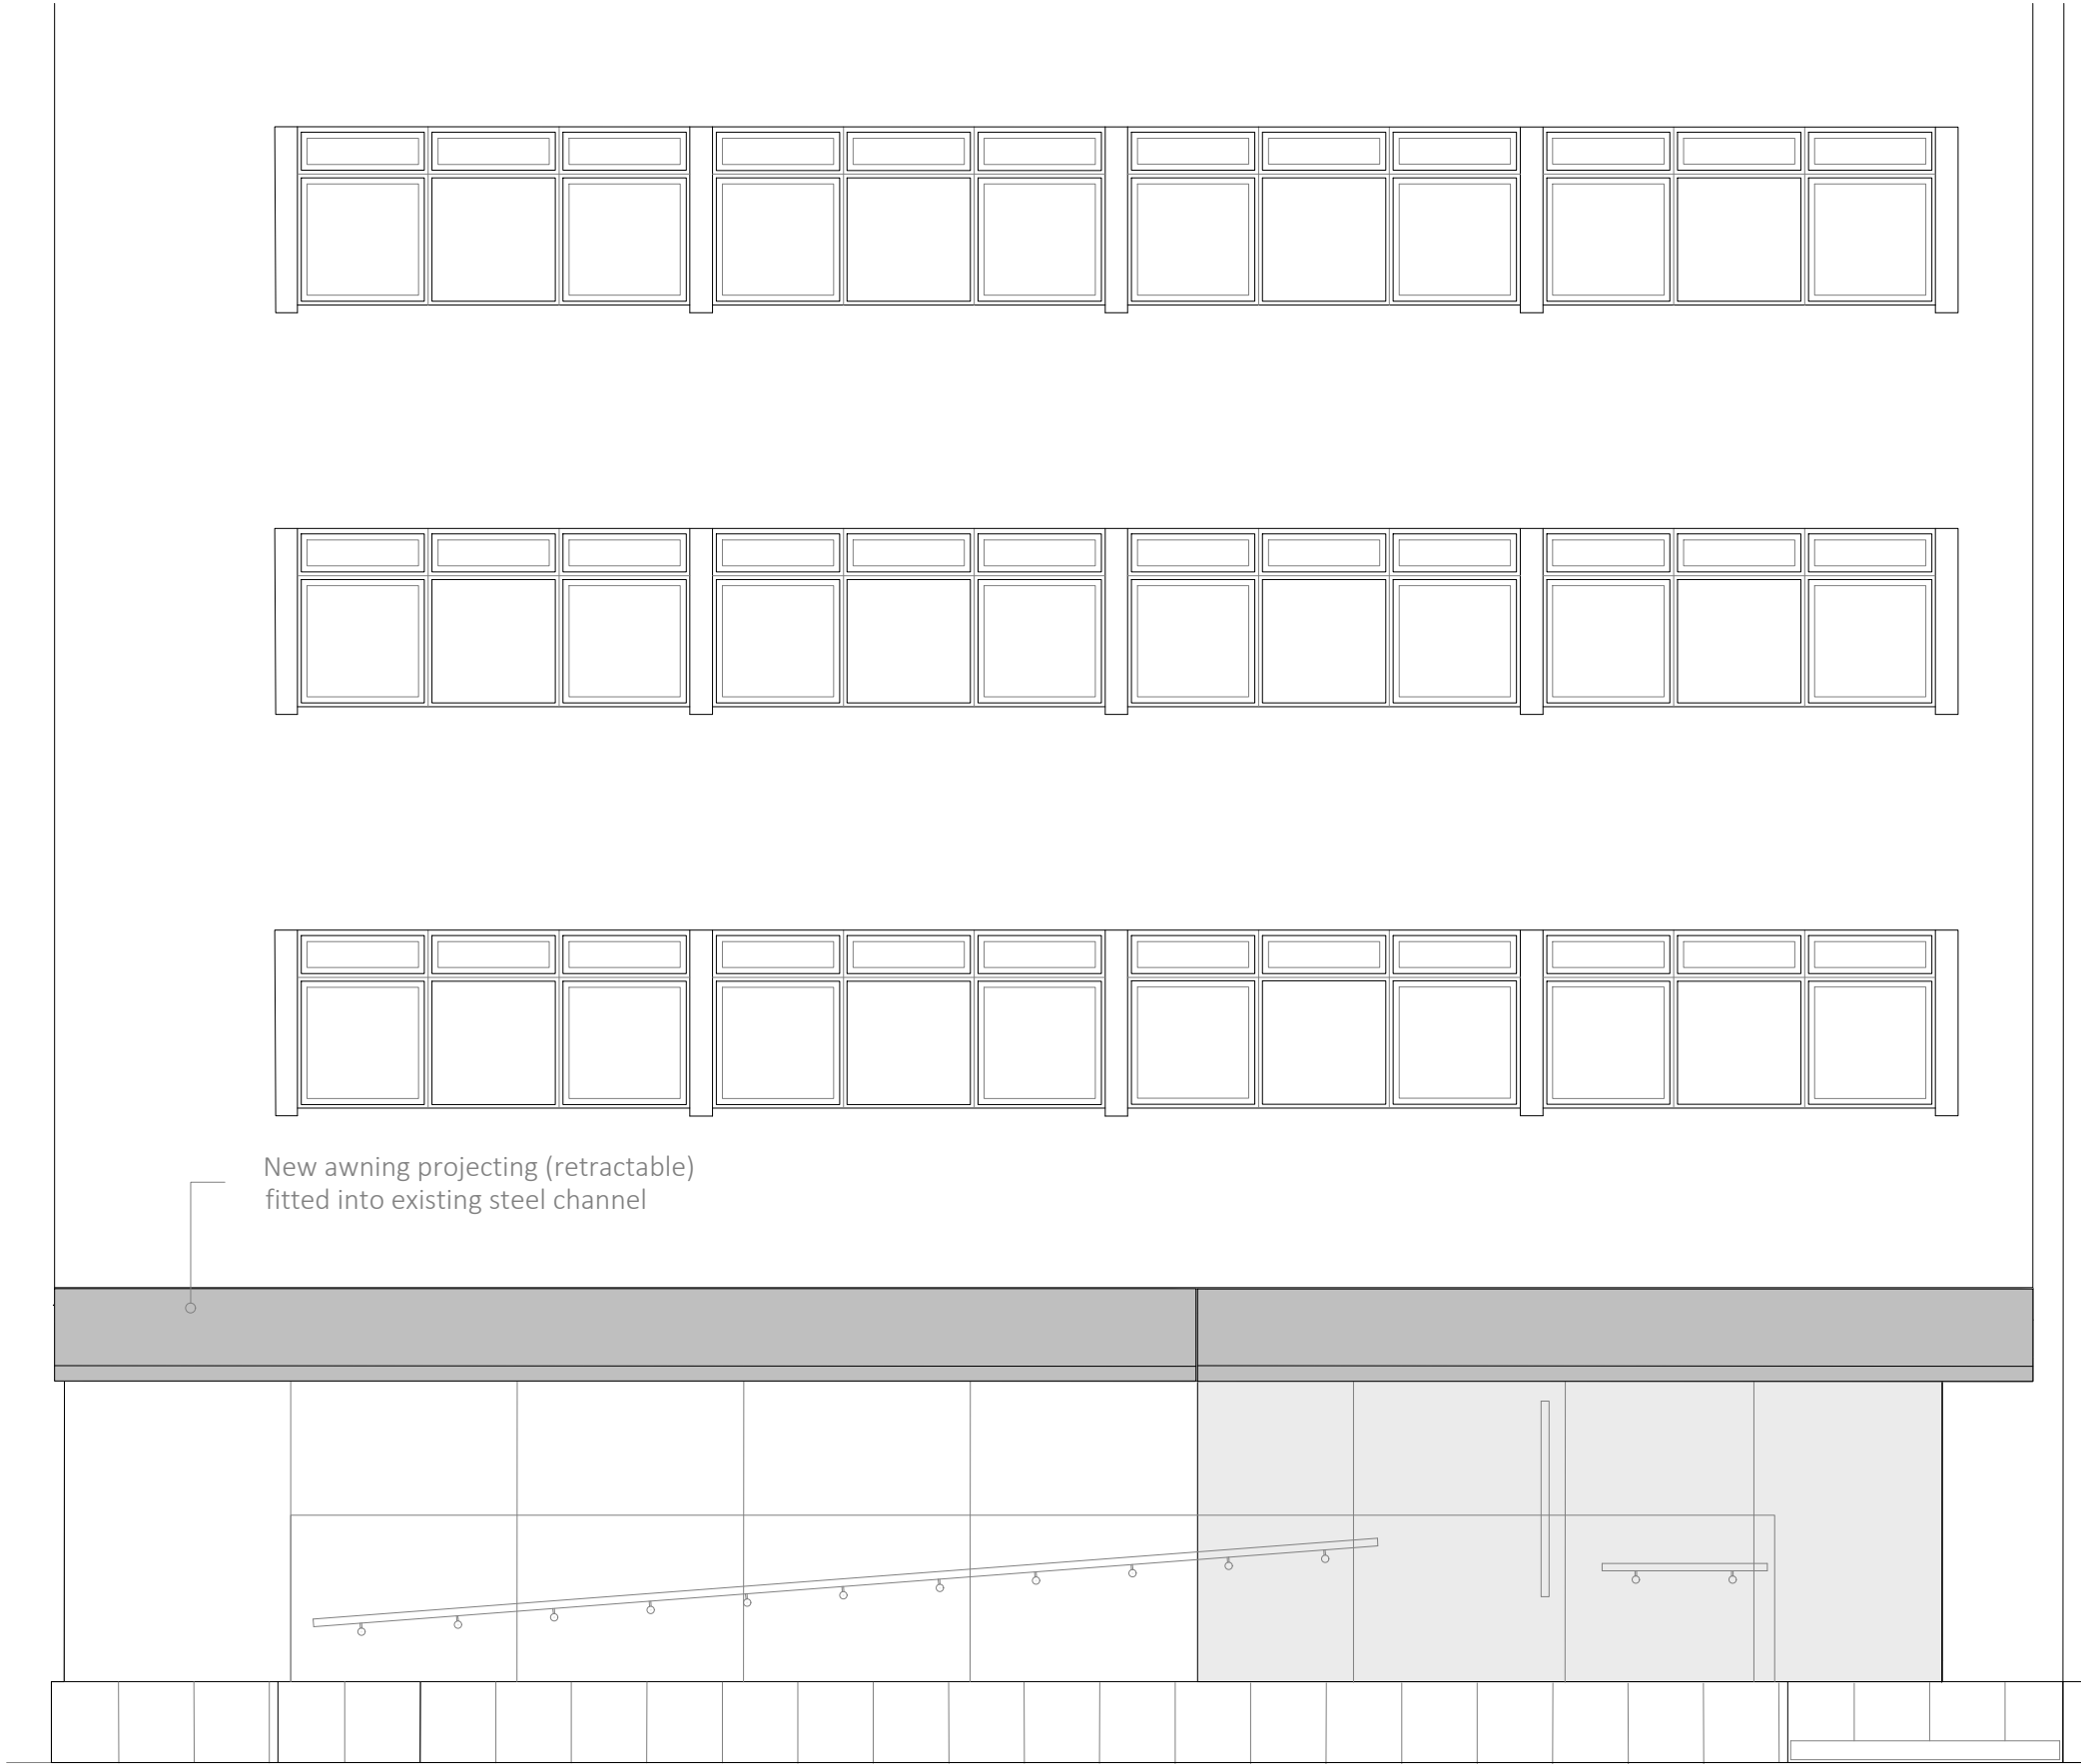 New awning projecting (retractable)
fitted into existing steel channel